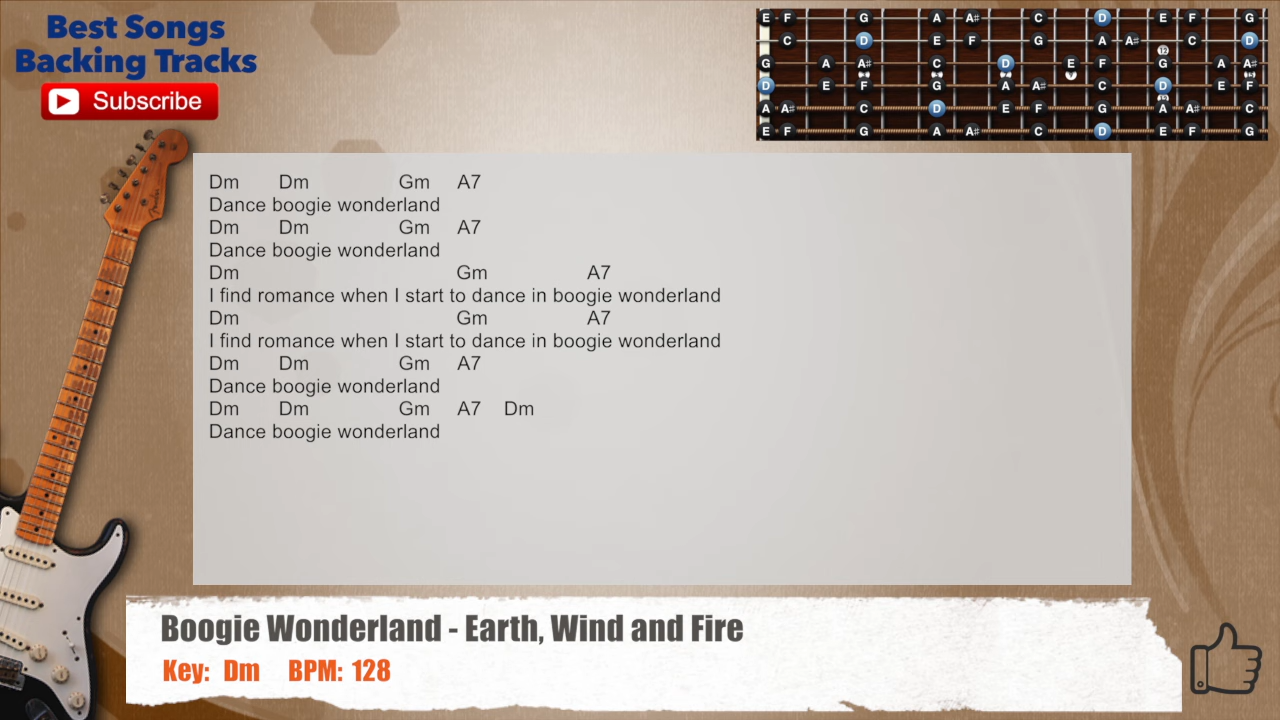 Best Songs
Backing Tracks
Subscribe
E F G A A# C D E F G
C D E F G A A# C D
G A A# C D E F G A A#
D E F G A A# C D E F
A A# C D E F G A A# C
E F G A A# C D E F G
Dm Dm Gm A7
Dance boogie wonderland
Dm Dm Gm A7
Dance boogie wonderland
Dm Gm A7
I find romance when I start to dance in boogie wonderland
Dm Gm A7
I find romance when I start to dance in boogie wonderland
Dm Dm Gm A7
Dance boogie wonderland
Dm Dm Gm A7 Dm
Dance boogie wonderland
Boogie Wonderland - Earth, Wind and Fire
Key: Dm BPM: 128